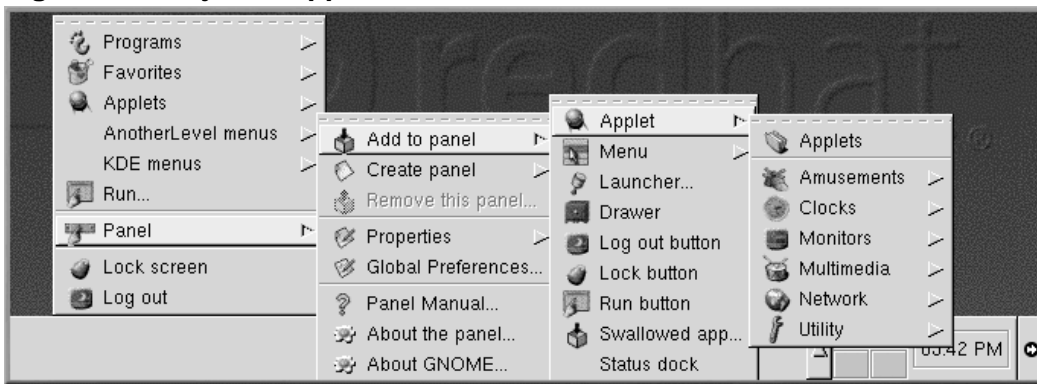 Programs
Favorites
Applets
AnotherLevel menus
KDE menus
Run...
Panel
Lock screen
Log out
Add to panel
Create panel
Remove this panel...
Properties
Global Preferences...
Panel Manual...
About the panel...
About GNOME...
Applet
Menu
Launcher...
Drawer
Log out button
Lock button
Run button
Swallowed app...
Status dock
Applets
Amusements
Clocks
Monitors
Multimedia
Network
Utility
redhat
®
PM